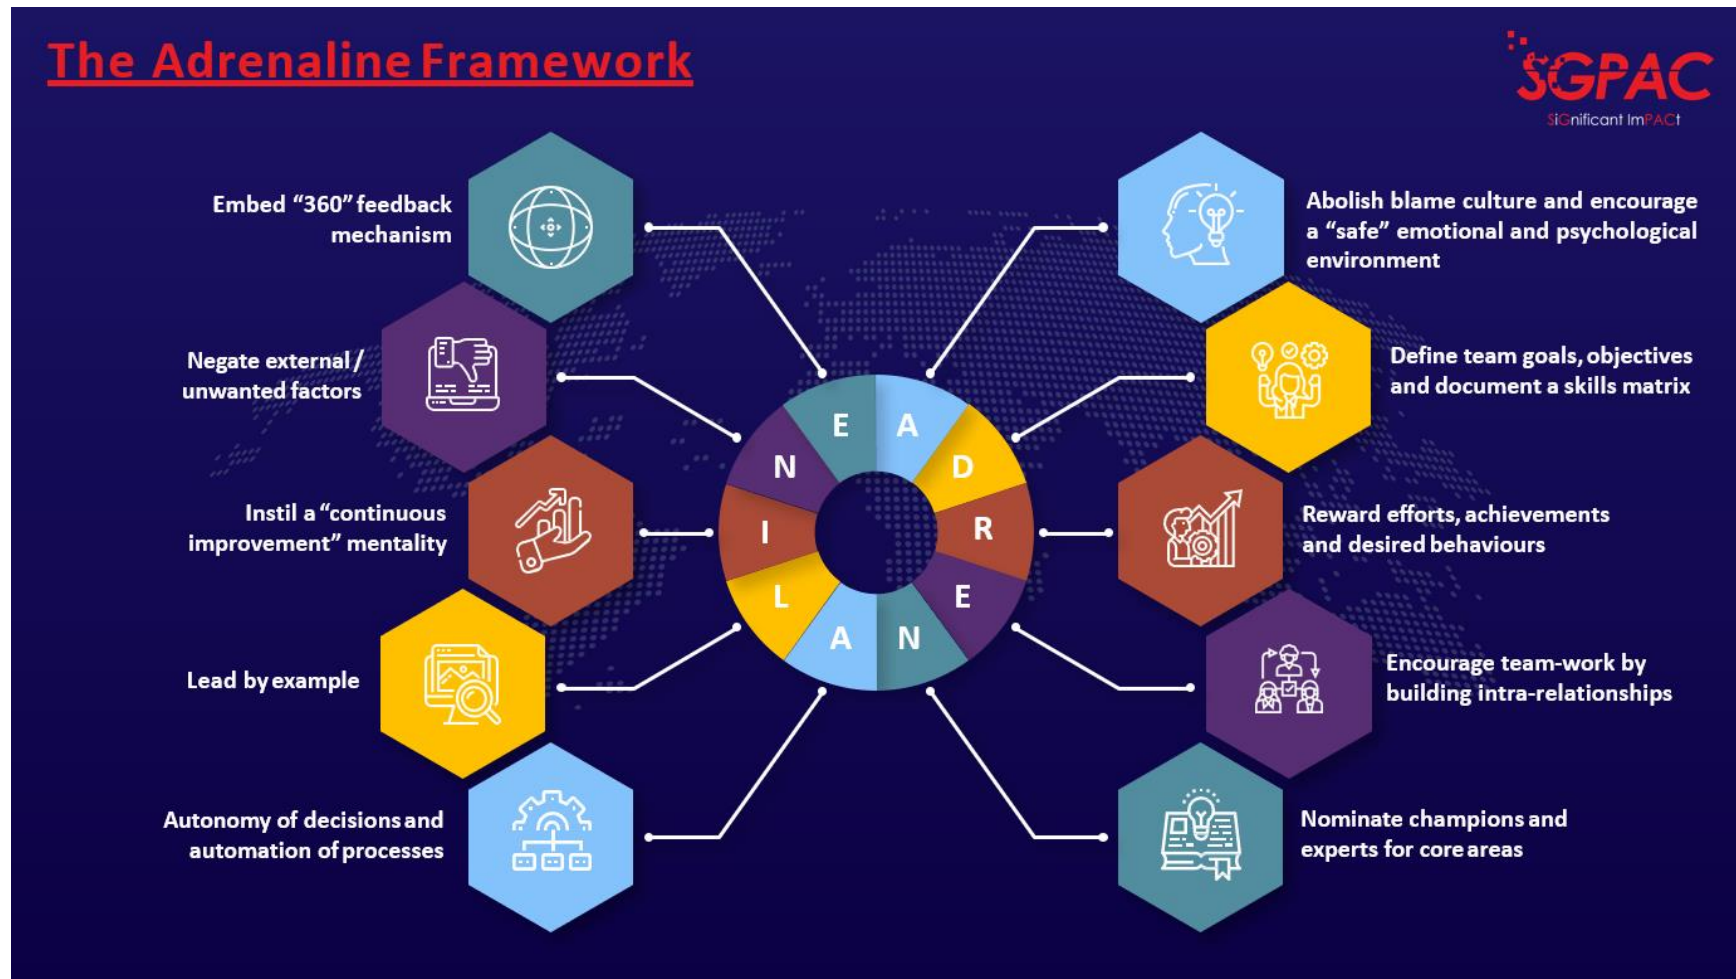 The Adrenaline Framework
SGPAC
SiGnificant ImPACt
Embed “360” feedback
mechanism
Negate external /
unwanted factors
Instil a “continuous
improvement” mentality
Lead by example
Autonomy of decisions and
automation of processes
E
A
N
D
I
R
L
E
A
N
Abolish blame culture and encourage
a “safe” emotional and psychological
environment
Define team goals, objectives
and document a skills matrix
Reward efforts, achievements
and desired behaviours
Encourage team-work by
building intra-relationships
Nominate champions and
experts for core areas